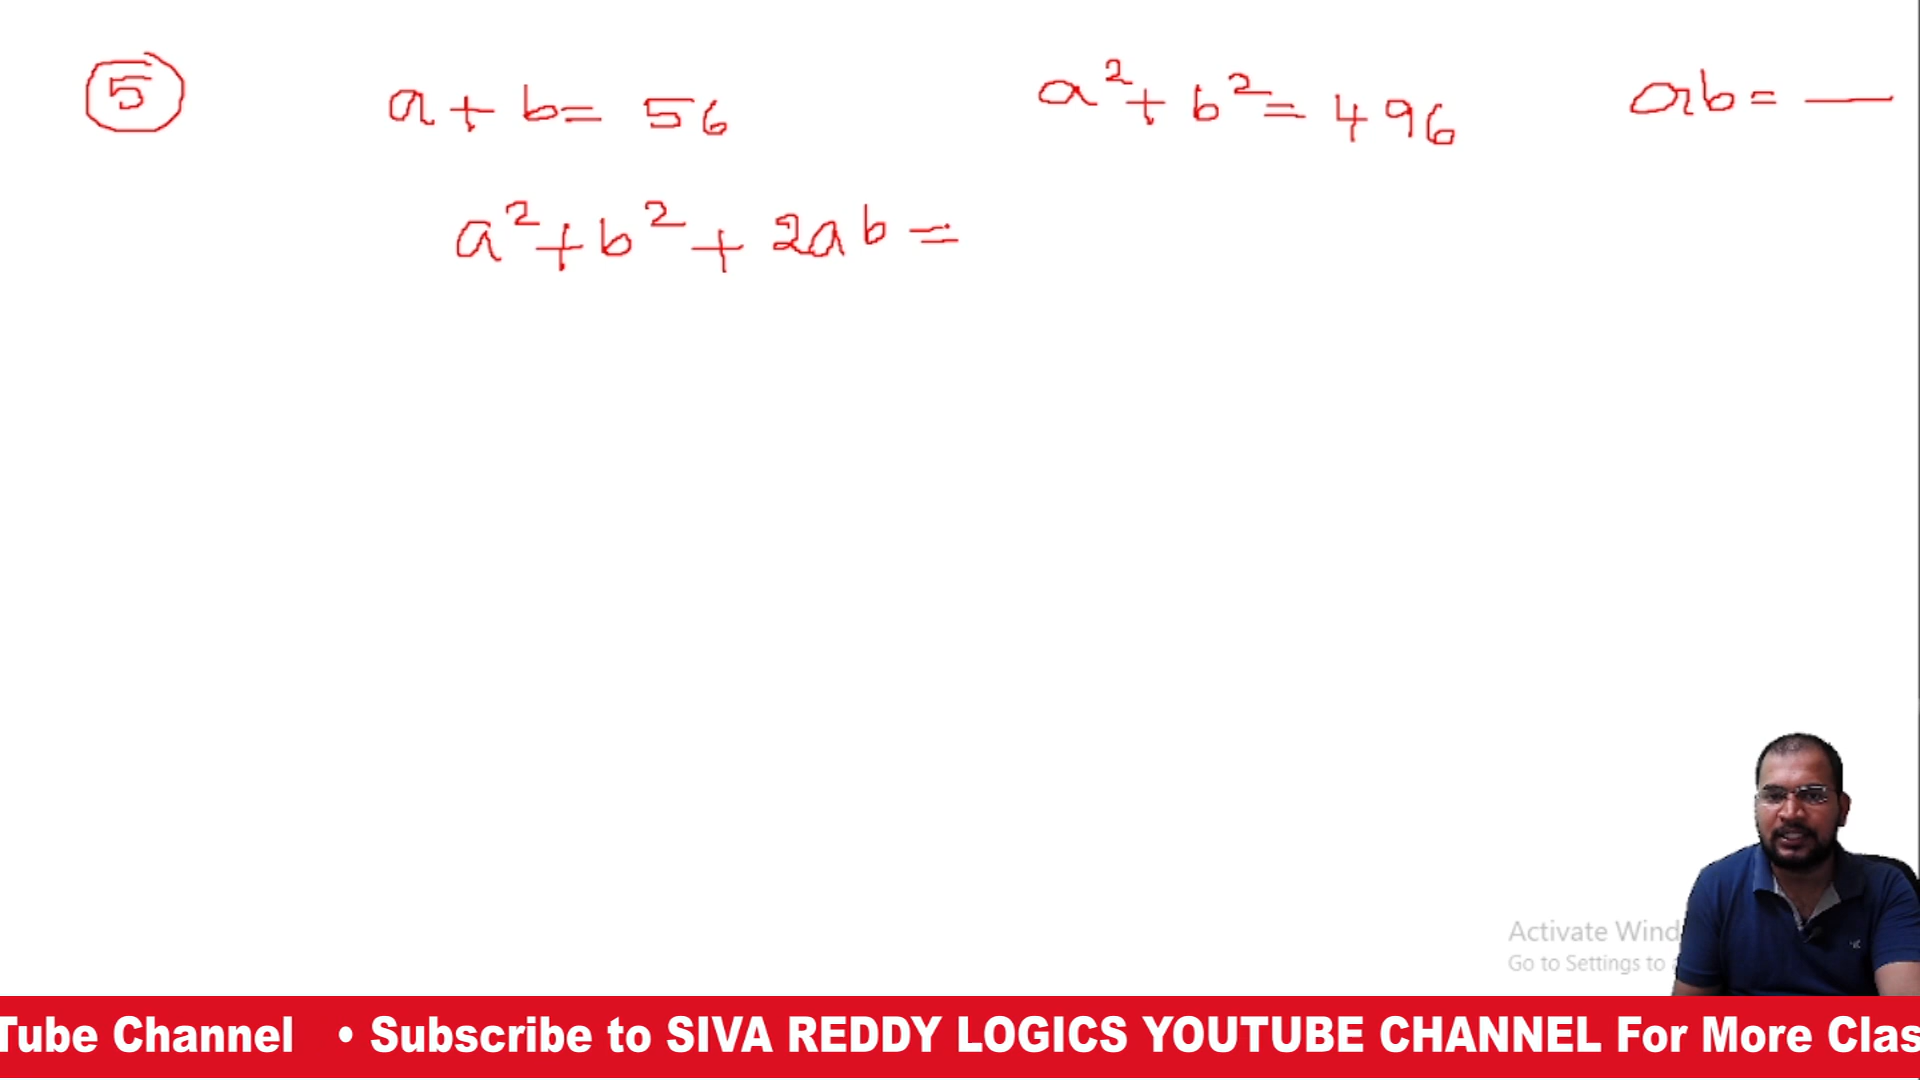 5 a + b = 56 a² + b² = 496 ab = —
a² + b² + 2ab =
Activate Wind
Go to Settings to
Tube Channel • Subscribe to SIVA REDDY LOGICS YOUTUBE CHANNEL For More Clas